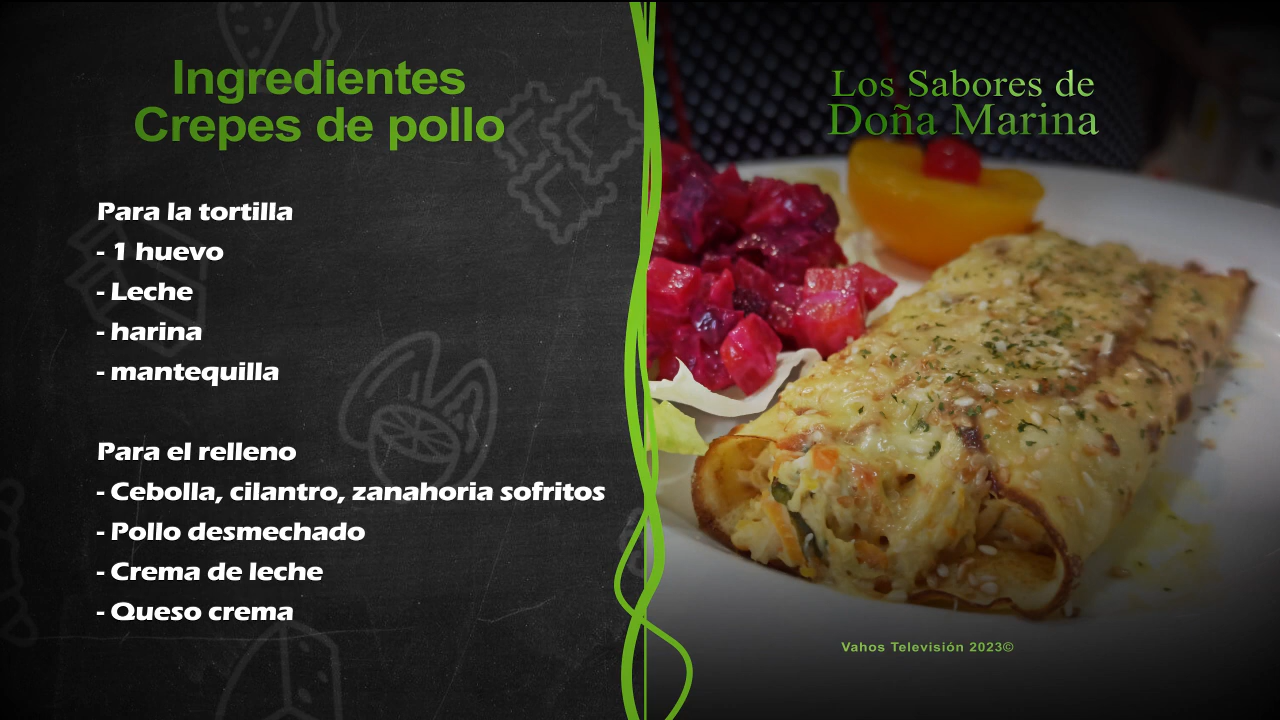 Ingredientes
Crepes de pollo
Para la tortilla
- 1 huevo
- Leche
- harina
- mantequilla
Para el relleno
- Cebolla, cilantro, zanahoria sofritos
- Pollo desmechado
- Crema de leche
- Queso crema
Los Sabores de
Doña Marina
Vahos Televisión 2023©